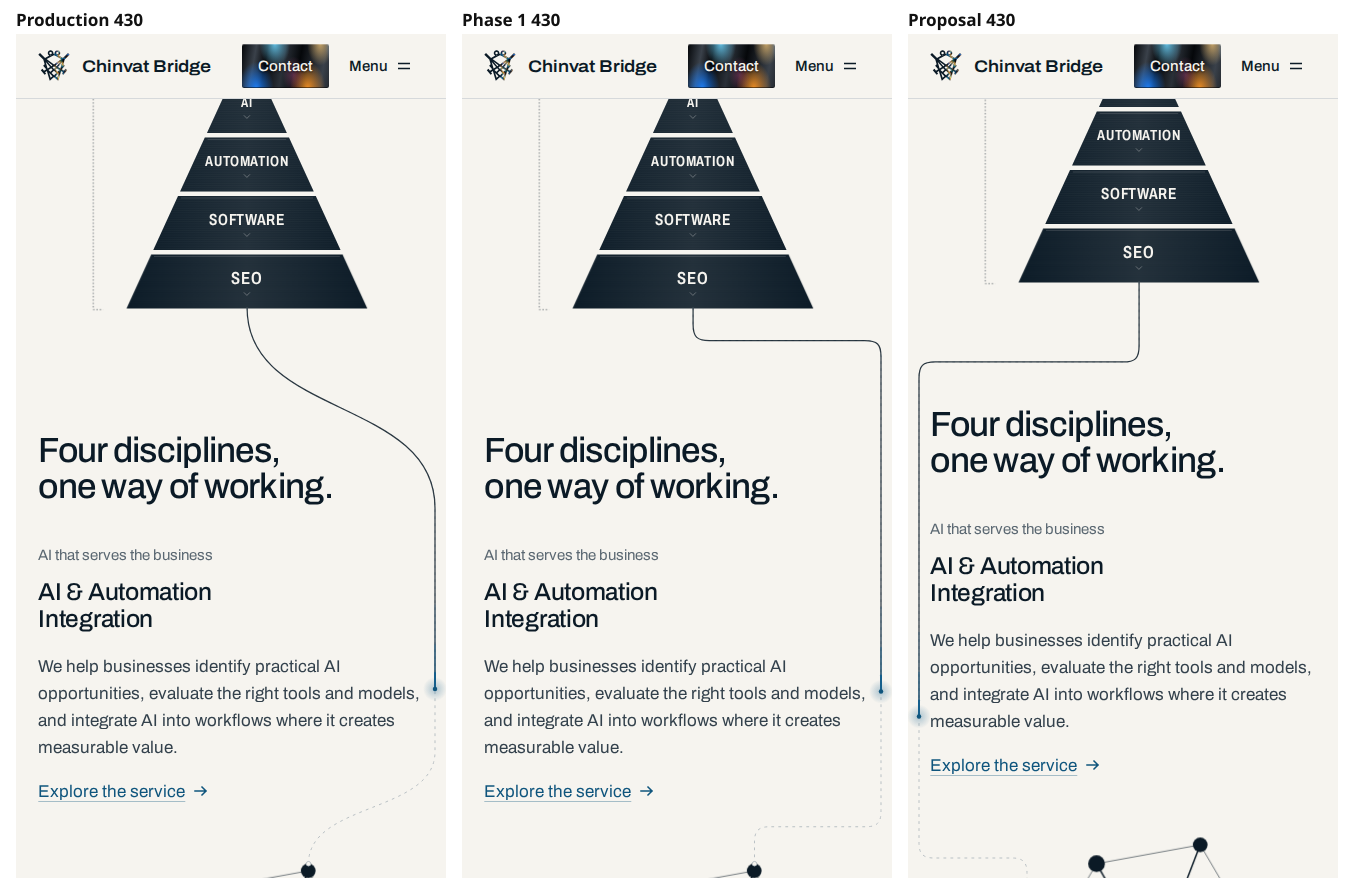 Production 430
Chinvat Bridge
Contact
Menu
AI
AUTOMATION
SOFTWARE
SEO
Four disciplines,
one way of working.
AI that serves the business
AI & Automation
Integration
We help businesses identify practical AI
opportunities, evaluate the right tools and models,
and integrate AI into workflows where it creates
measurable value.
Explore the service →
Phase 1 430
Chinvat Bridge
Contact
Menu
AI
AUTOMATION
SOFTWARE
SEO
Four disciplines,
one way of working.
AI that serves the business
AI & Automation
Integration
We help businesses identify practical AI
opportunities, evaluate the right tools and models,
and integrate AI into workflows where it creates
measurable value.
Explore the service →
Proposal 430
Chinvat Bridge
Contact
Menu
AUTOMATION
SOFTWARE
SEO
Four disciplines,
one way of working.
AI that serves the business
AI & Automation
Integration
We help businesses identify practical AI
opportunities, evaluate the right tools and models,
and integrate AI into workflows where it creates
measurable value.
Explore the service →